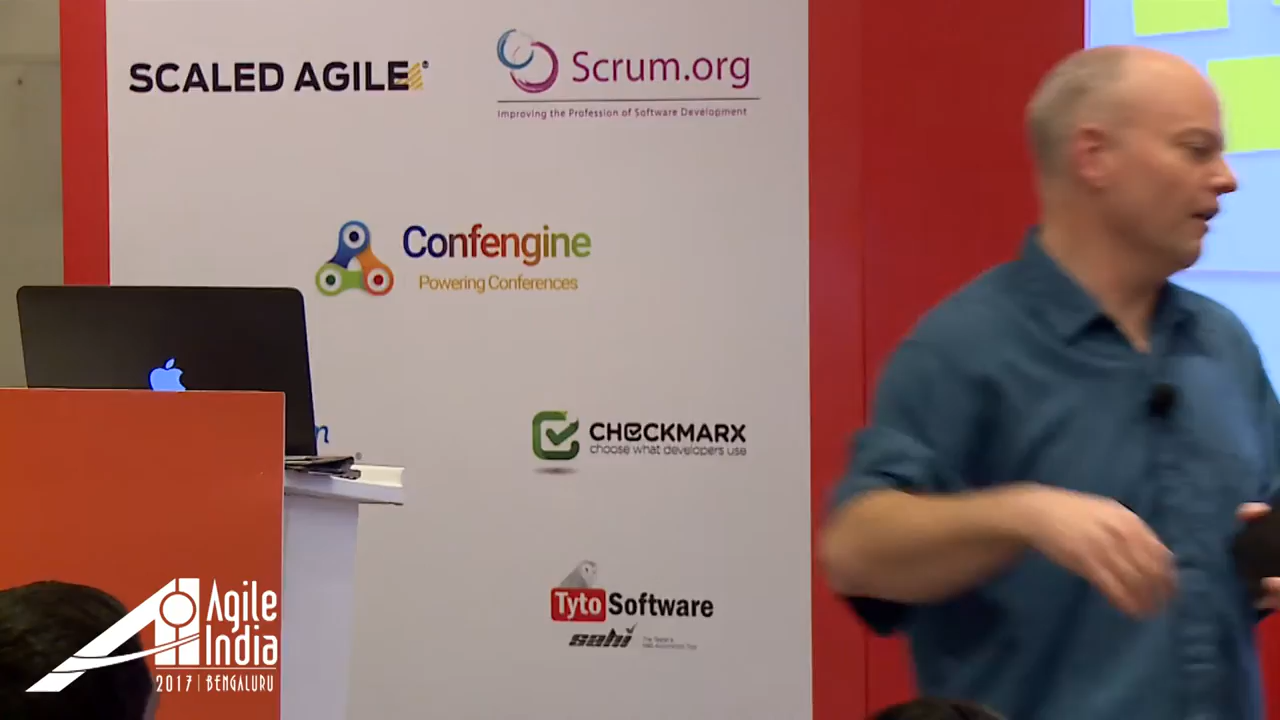 SCALED AGILE
Scrum.org
Improving the Profession of Software Development
Confengine
Powering Conferences
CHECKMARX
choose what developers use
Tyto Software
sahi
Agile
India
2017 | BENGALURU